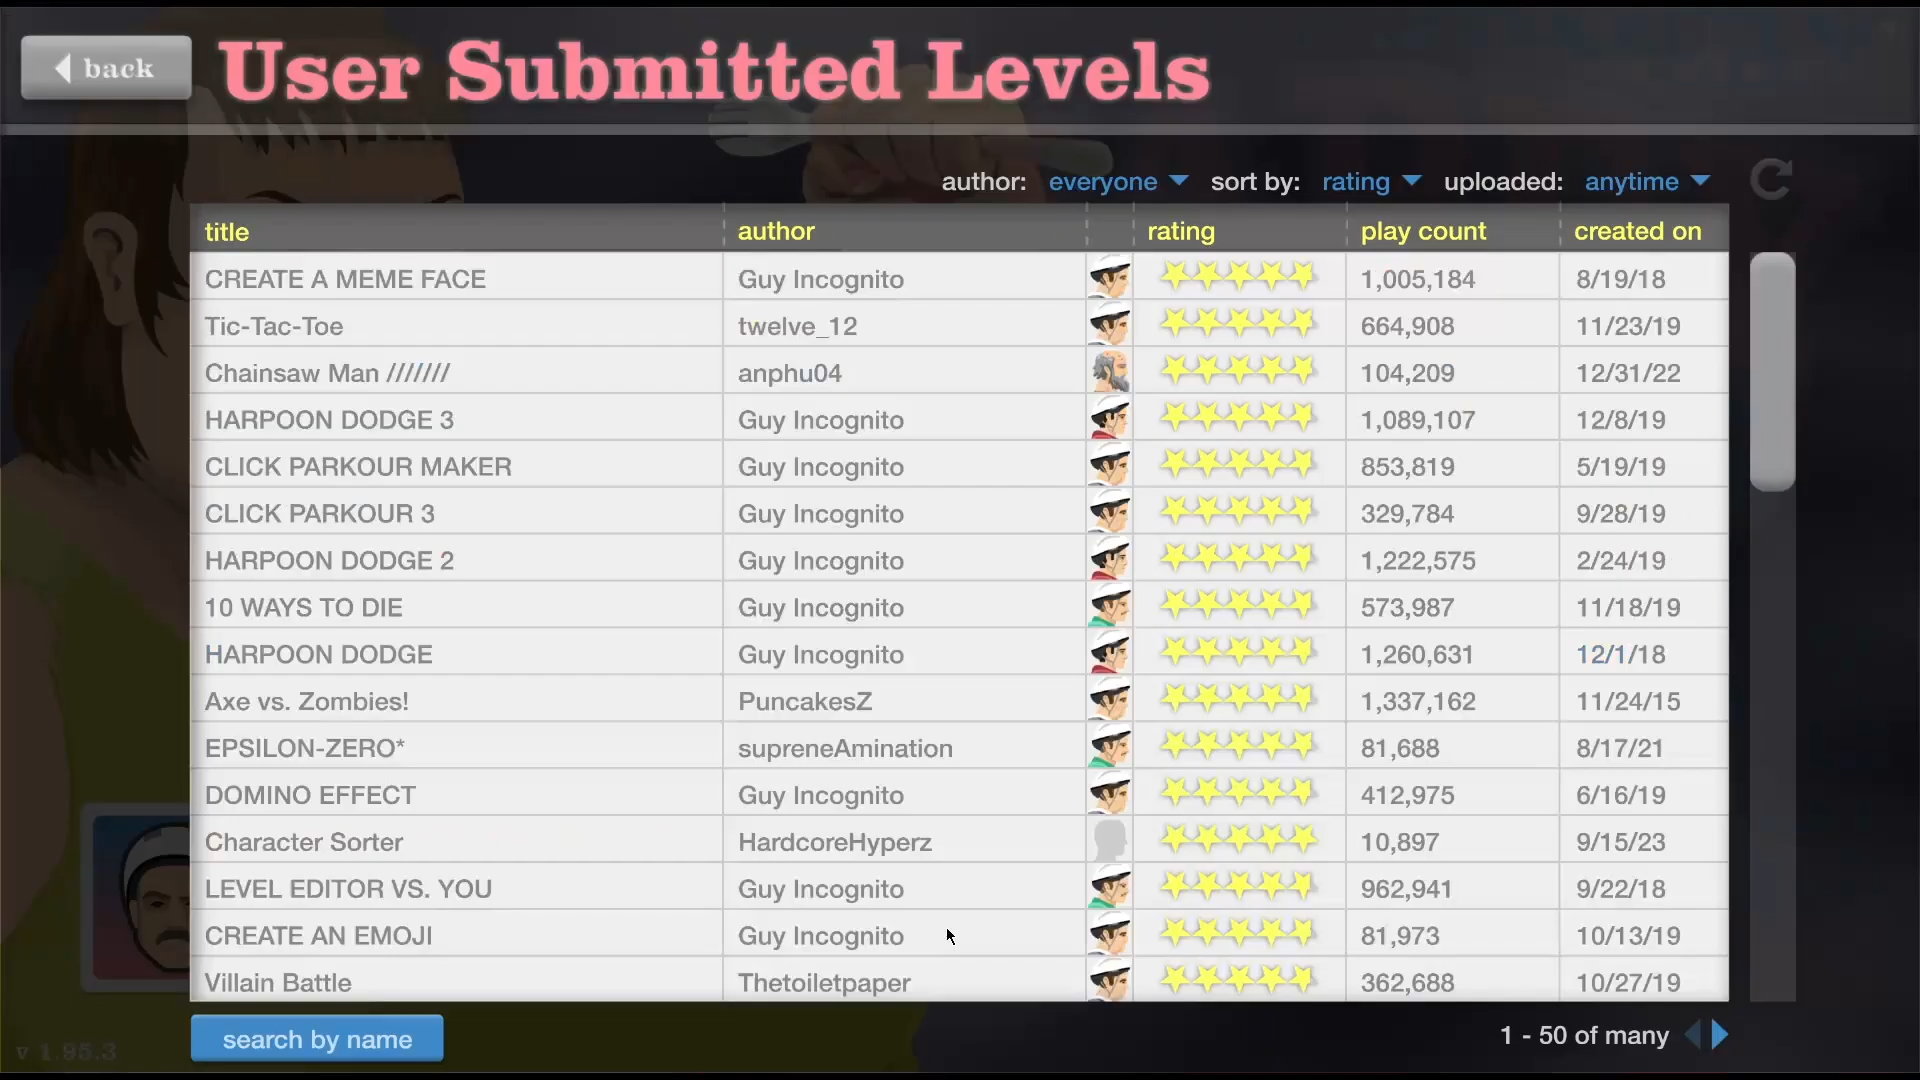 back
User Submitted Levels
author: everyone sort by: rating uploaded: anytime
title author rating play count created on
CREATE A MEME FACE Guy Incognito 1,005,184 8/19/18
Tic-Tac-Toe twelve_12 664,908 11/23/19
Chainsaw Man /////// anphu04 104,209 12/31/22
HARPOON DODGE 3 Guy Incognito 1,089,107 12/8/19
CLICK PARKOUR MAKER Guy Incognito 853,819 5/19/19
CLICK PARKOUR 3 Guy Incognito 329,784 9/28/19
HARPOON DODGE 2 Guy Incognito 1,222,575 2/24/19
10 WAYS TO DIE Guy Incognito 573,987 11/18/19
HARPOON DODGE Guy Incognito 1,260,631 12/1/18
Axe vs. Zombies! PuncakesZ 1,337,162 11/24/15
EPSILON-ZERO* supreneAmination 81,688 8/17/21
DOMINO EFFECT Guy Incognito 412,975 6/16/19
Character Sorter HardcoreHyperz 10,897 9/15/23
LEVEL EDITOR VS. YOU Guy Incognito 962,941 9/22/18
CREATE AN EMOJI Guy Incognito 81,973 10/13/19
Villain Battle Thetoiletpaper 362,688 10/27/19
search by name 1 - 50 of many
v 1.95.3